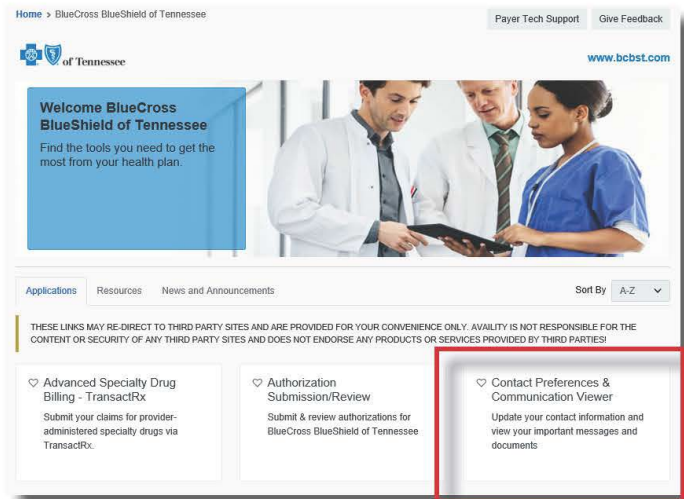 Home > BlueCross BlueShield of Tennessee
Payer Tech Support
Give Feedback
of Tennessee
www.bcbst.com
Welcome BlueCross
BlueShield of Tennessee
Find the tools you need to get the
most from your health plan.
Applications
Resources
News and Announcements
Sort By
A-Z
THESE LINKS MAY RE-DIRECT TO THIRD PARTY SITES AND ARE PROVIDED FOR YOUR CONVENIENCE ONLY. AVAILITY IS NOT RESPONSIBLE FOR THE
CONTENT OR SECURITY OF ANY THIRD PARTY SITES AND DOES NOT ENDORSE ANY PRODUCTS OR SERVICES PROVIDED BY THIRD PARTIES!
Advanced Specialty Drug
Billing - TransactRx
Submit your claims for provider-
administered specialty drugs via
TransactRx.
Authorization
Submission/Review
Submit & review authorizations for
BlueCross BlueShield of Tennessee
Contact Preferences &
Communication Viewer
Update your contact information and
view your important messages and
documents